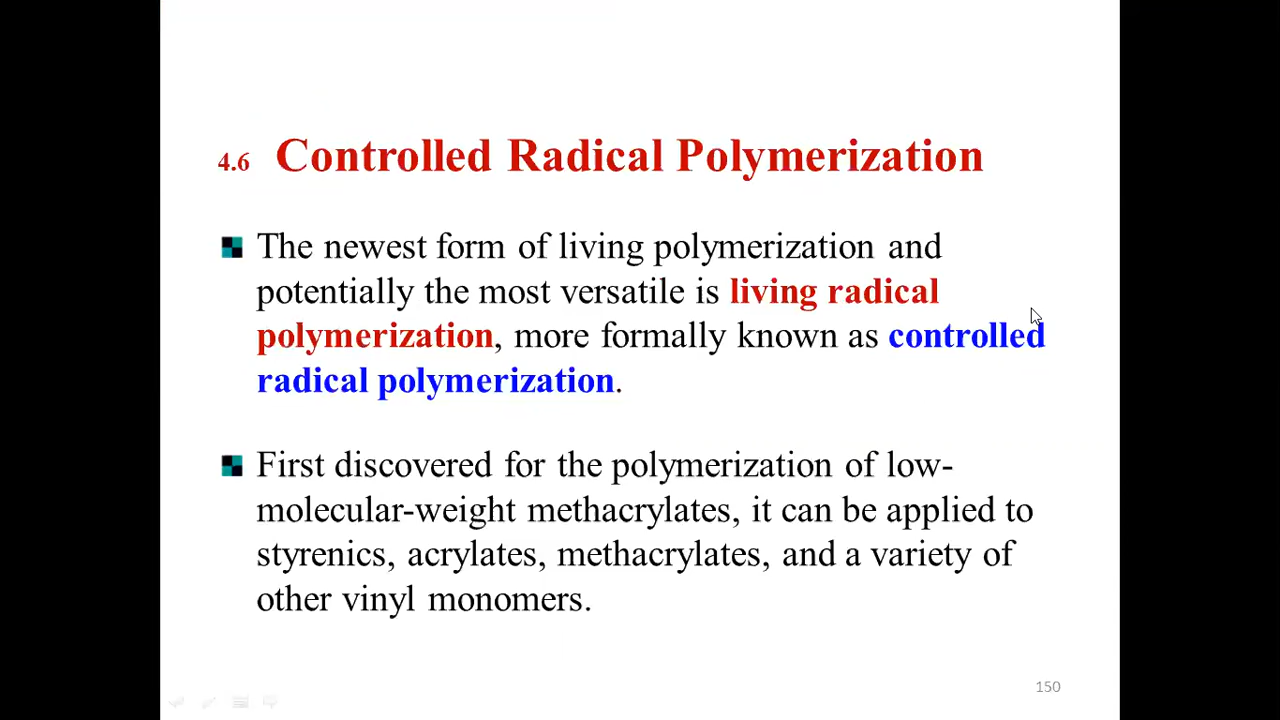 4.6 Controlled Radical Polymerization
The newest form of living polymerization and
potentially the most versatile is living radical
polymerization, more formally known as controlled
radical polymerization.
First discovered for the polymerization of low-
molecular-weight methacrylates, it can be applied to
styrenics, acrylates, methacrylates, and a variety of
other vinyl monomers.
150